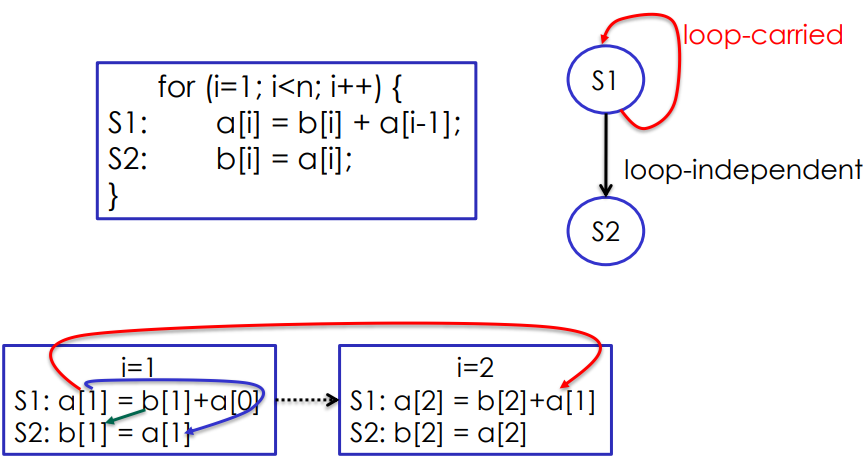 for (i=1; i<n; i++) {
S1: a[i] = b[i] + a[i-1];
S2: b[i] = a[i];
}
loop-carried
S1
loop-independent
S2
i=1
S1: a[1] = b[1]+a[0]
S2: b[1] = a[1]
i=2
S1: a[2] = b[2]+a[1]
S2: b[2] = a[2]